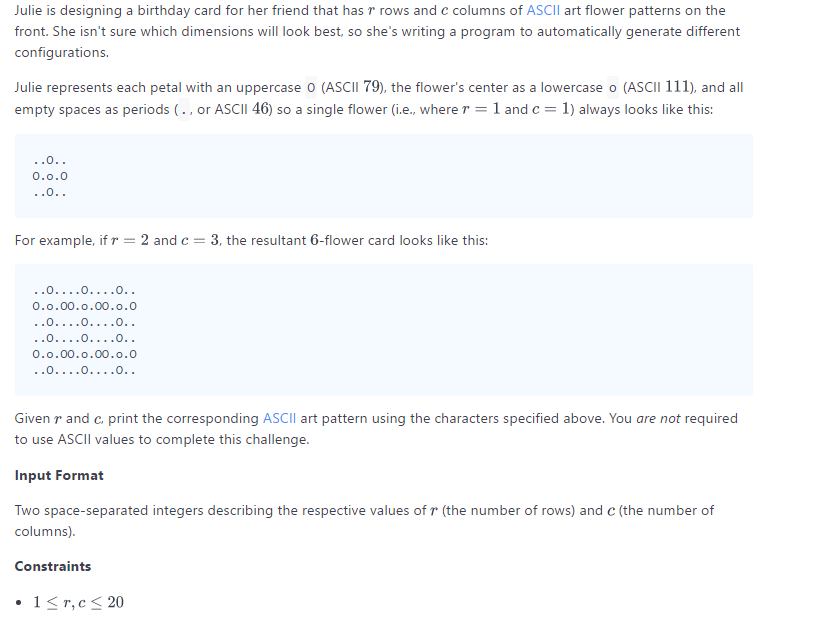 Julie is designing a birthday card for her friend that has r rows and c columns of ASCII art flower patterns on the
front. She isn't sure which dimensions will look best, so she's writing a program to automatically generate different
configurations.
Julie represents each petal with an uppercase O (ASCII 79), the flower's center as a lowercase o (ASCII 111), and all
empty spaces as periods (., or ASCII 46) so a single flower (i.e., where r = 1 and c = 1) always looks like this:
..O..
O.o.O
..O..
For example, if r = 2 and c = 3, the resultant 6-flower card looks like this:
..O....O....O..
O.o.OO.o.OO.o.O
..O....O....O..
..O....O....O..
O.o.OO.o.OO.o.O
..O....O....O..
Given r and c, print the corresponding ASCII art pattern using the characters specified above. You are not required
to use ASCII values to complete this challenge.
Input Format
Two space-separated integers describing the respective values of r (the number of rows) and c (the number of
columns).
Constraints
• 1 ≤ r, c ≤ 20